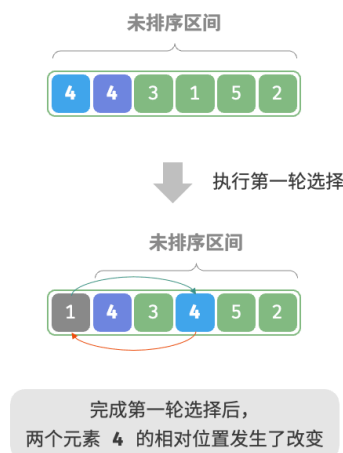 未排序区间
4 4 3 1 5 2
执行第一轮选择
未排序区间
1 4 3 4 5 2
完成第一轮选择后，
两个元素 4 的相对位置发生了改变